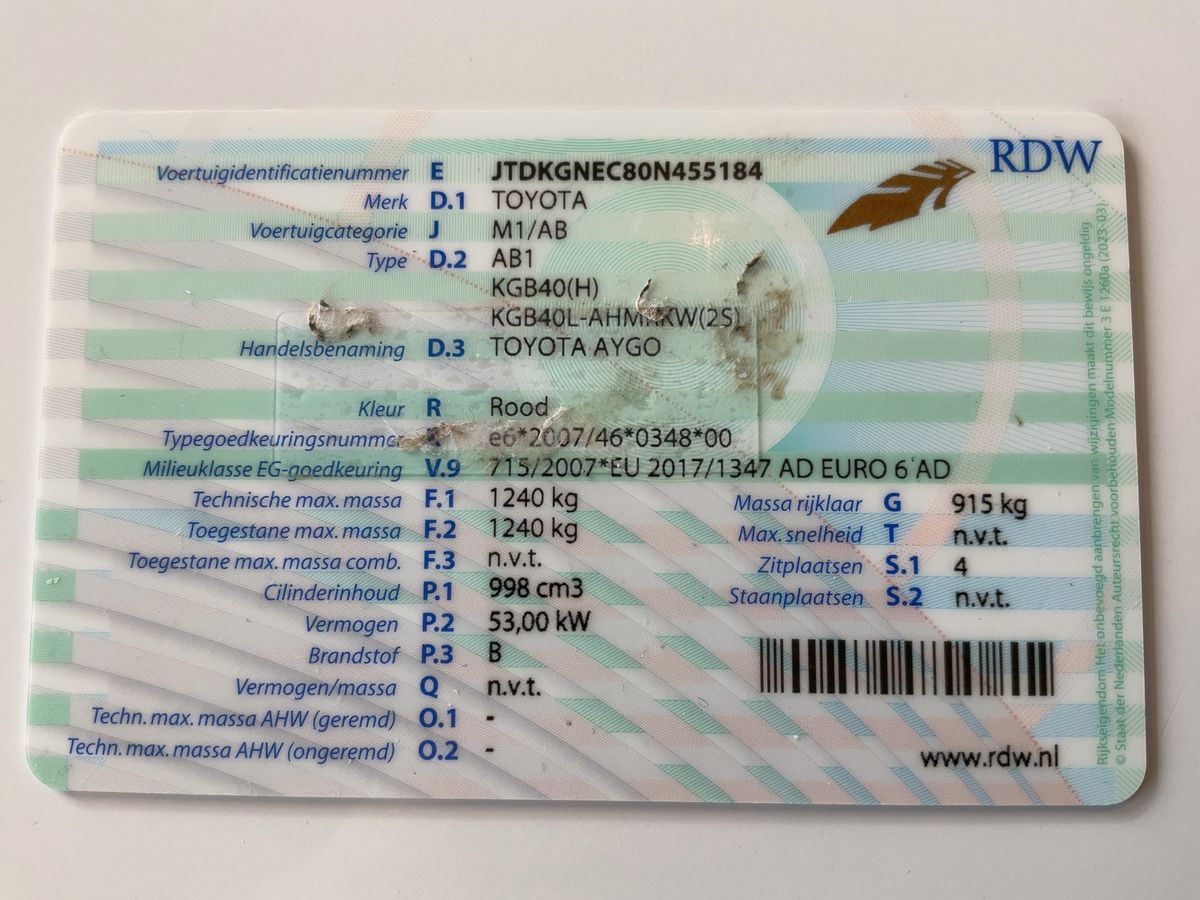 RDW
Voertuigidentificatienummer E JTDKGNEC80N455184
Merk D.1 TOYOTA
Voertuigcategorie J M1/AB
Type D.2 AB1
KGB40(H)
Handelsbenaming D.3 TOYOTA AYGO
Kleur R Rood
Typegoedkeuringsnummer e6*2007/46*0348*00
Milieuklasse EG-goedkeuring V.9 715/2007*EU 2017/1347 AD EURO 6 AD
Technische max. massa F.1 1240 kg
Toegestane max. massa F.2 1240 kg
Toegestane max. massa comb. F.3 n.v.t.
Cilinderinhoud P.1 998 cm3
Vermogen P.2 53,00 kW
Brandstof P.3 B
Vermogen/massa Q n.v.t.
Techn. max. massa AHW (geremd) O.1 -
Techn. max. massa AHW (ongeremd) O.2 -
Massa rijklaar G 915 kg
Max. snelheid T n.v.t.
Zitplaatsen S.1 4
Staanplaatsen S.2 n.v.t.
www.rdw.nl
Rijkseigendom Het onbevoegd aanbrengen van wijzigingen maakt dit bewijs ongeldig
© Staat der Nederlanden Auteursrecht voorbehouden Modelnummer 3 E 1260a (2023-03)